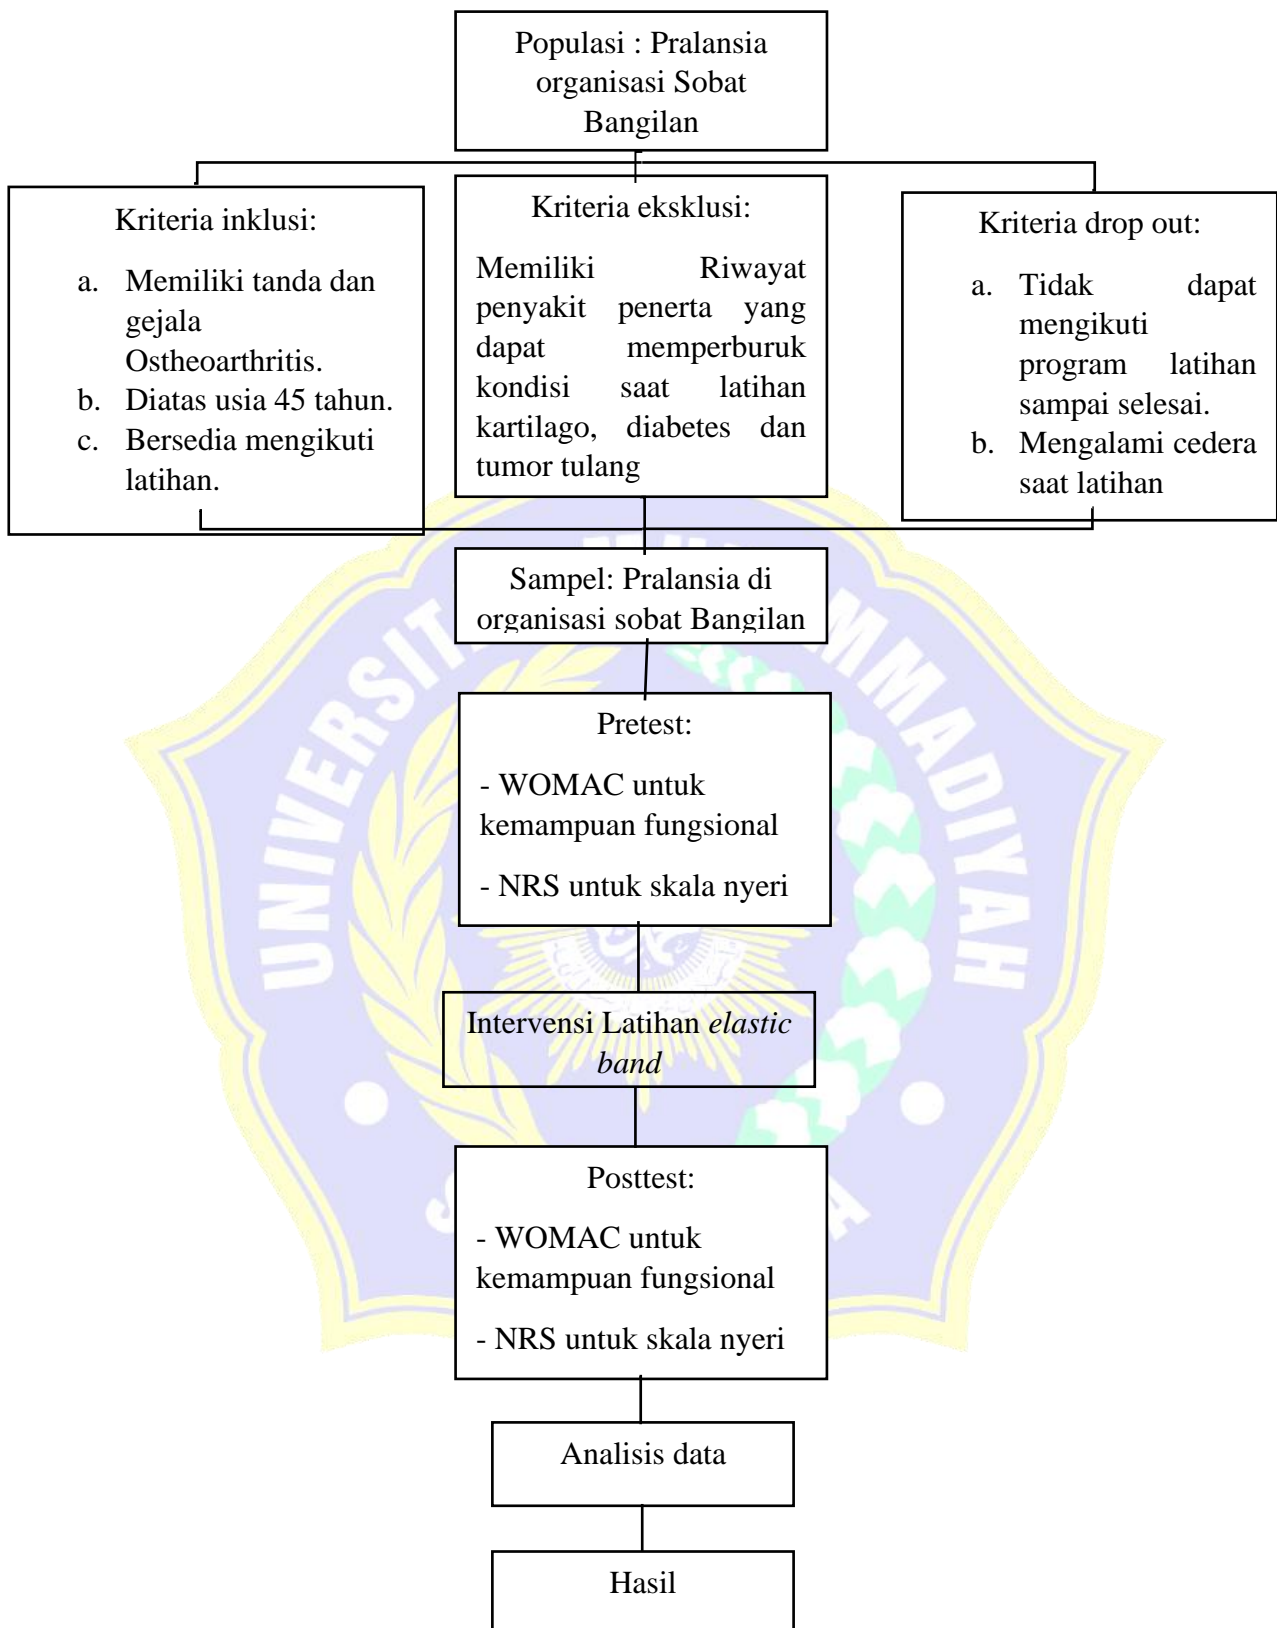 Populasi : Pralansia
organisasi Sobat
Bangilan
Kriteria inklusi:
a. Memiliki tanda dan
gejala
Ostheoarthritis.
b. Diatas usia 45 tahun.
c. Bersedia mengikuti
latihan.
Kriteria eksklusi:
Memiliki Riwayat
penyakit penerta yang
dapat memperburuk
kondisi saat latihan
kartilago, diabetes dan
tumor tulang
Kriteria drop out:
a. Tidak dapat
mengikuti
program latihan
sampai selesai.
b. Mengalami cedera
saat latihan
Sampel: Pralansia di
organisasi sobat Bangilan
Pretest:
- WOMAC untuk
kemampuan fungsional
- NRS untuk skala nyeri
Intervensi Latihan elastic
band
Posttest:
- WOMAC untuk
kemampuan fungsional
- NRS untuk skala nyeri
Analisis data
Hasil